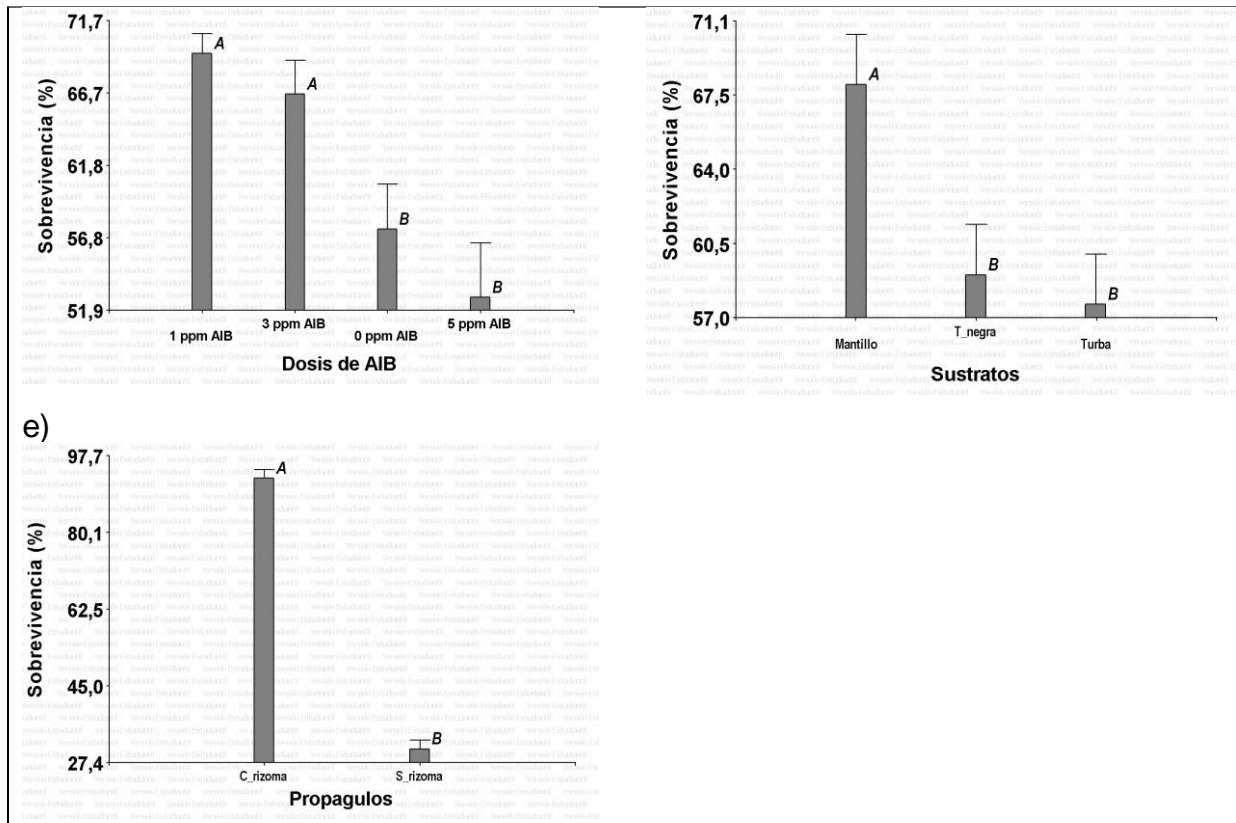 71,7
A
66,7
A
61,8
B
56,8
B
51,9
1 ppm AIB
3 ppm AIB
0 ppm AIB
5 ppm AIB
Sobrevivencia (%)
Dosis de AIB
71,1
A
67,5
64,0
60,5
B
B
57,0
Mantillo
T_negra
Turba
Sobrevivencia (%)
Sustratos
e)
97,7
A
80,1
62,5
45,0
B
27,4
C_rizoma
S_rizoma
Sobrevivencia (%)
Propagulos
Versión Estudiantil